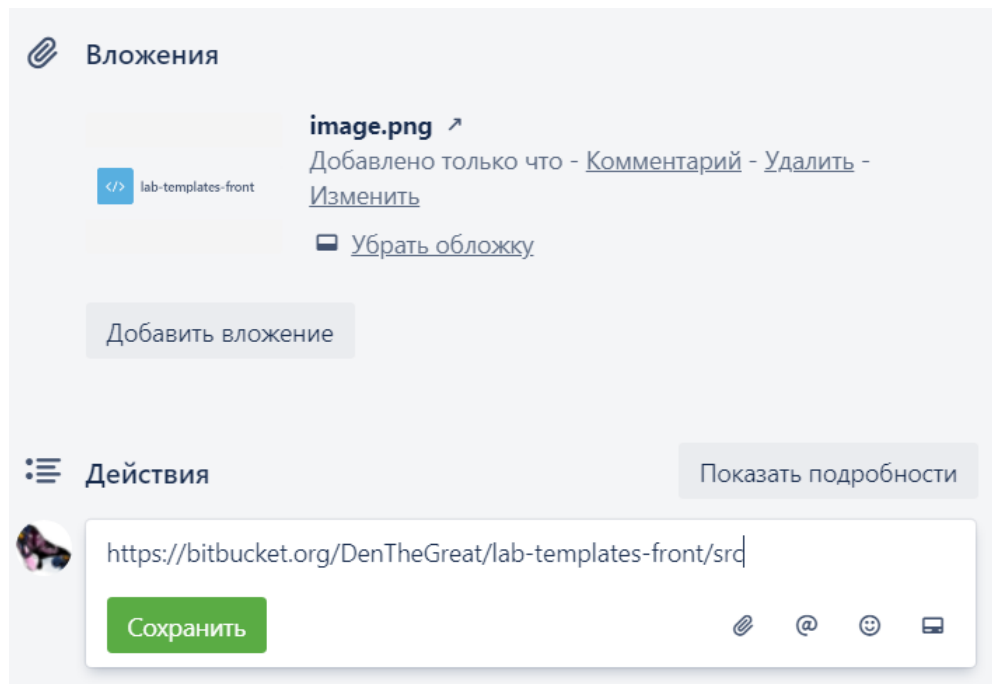 Вложения
image.png ↗
Добавлено только что - Комментарий - Удалить -
</> lab-templates-front
Изменить
Убрать обложку
Добавить вложение
Действия
Показать подробности
https://bitbucket.org/DenTheGreat/lab-templates-front/src
Сохранить
@